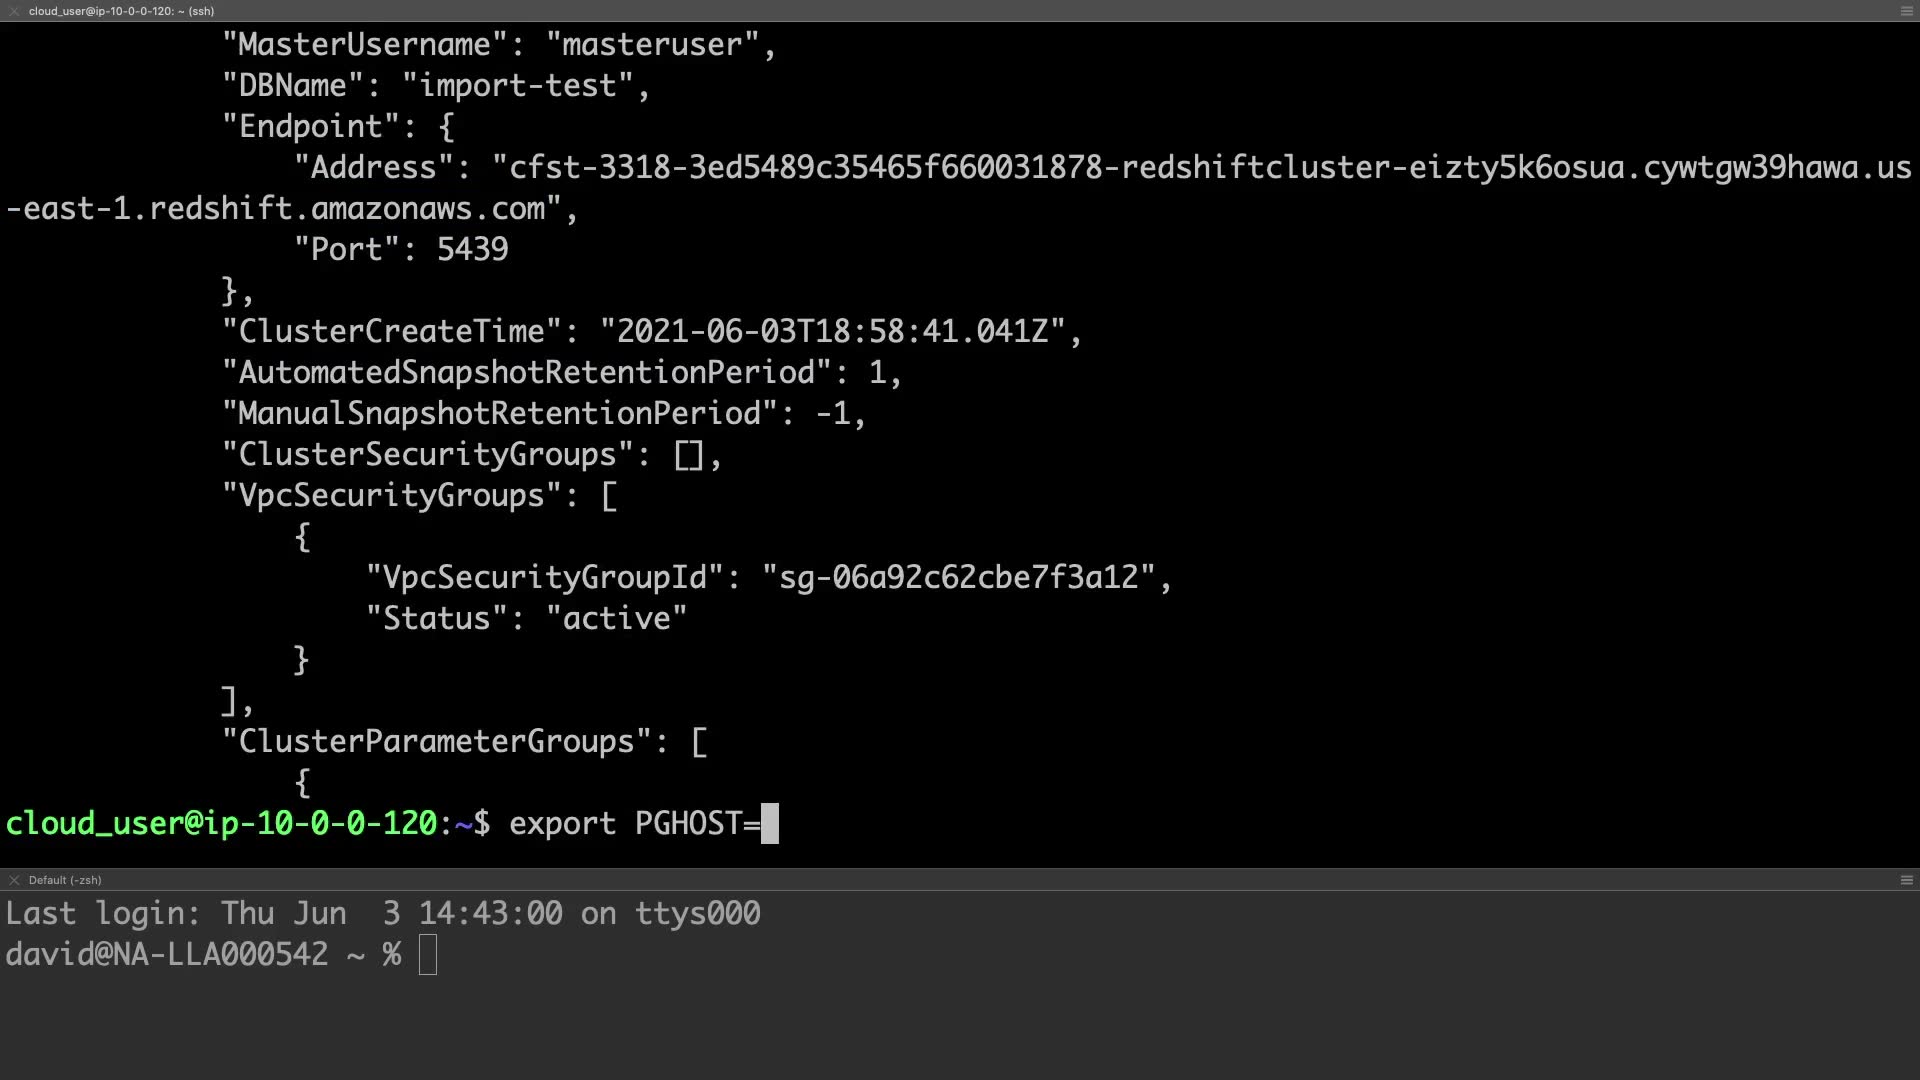 cloud_user@ip-10-0-0-120: ~ (ssh)
"MasterUsername": "masteruser",
"DBName": "import-test",
"Endpoint": {
"Address": "cfst-3318-3ed5489c35465f660031878-redshiftcluster-eizty5k6osua.cywtgw39hawa.us
-east-1.redshift.amazonaws.com",
"Port": 5439
},
"ClusterCreateTime": "2021-06-03T18:58:41.041Z",
"AutomatedSnapshotRetentionPeriod": 1,
"ManualSnapshotRetentionPeriod": -1,
"ClusterSecurityGroups": [],
"VpcSecurityGroups": [
{
"VpcSecurityGroupId": "sg-06a92c62cbe7f3a12",
"Status": "active"
}
],
"ClusterParameterGroups": [
{
cloud_user@ip-10-0-0-120:~$ export PGHOST=
Default (-zsh)
Last login: Thu Jun  3 14:43:00 on ttys000
david@NA-LLA000542 ~ %